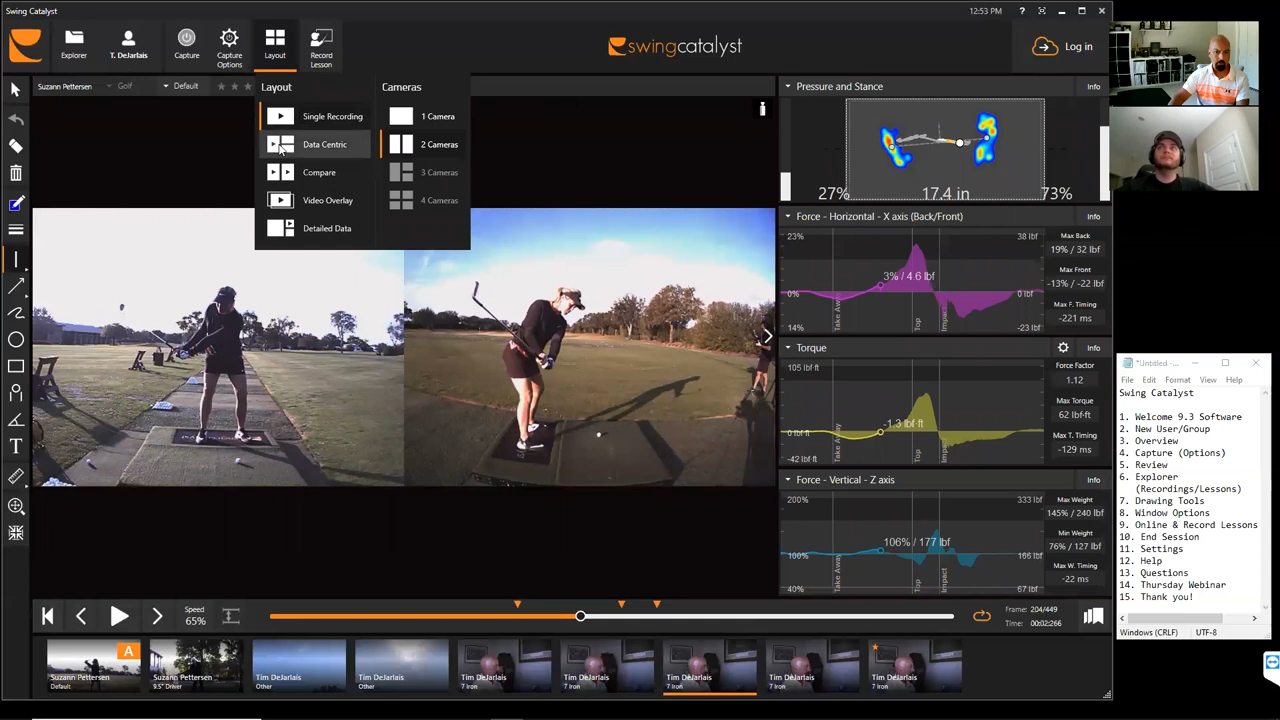 Swing Catalyst
12:53 PM
?
Explorer
T. DeJarlais
Capture
Capture Options
Layout
Record Lesson
swingcatalyst
Log in
Suzann Pettersen
Golf
Default
Layout
Single Recording
Data Centric
Compare
Video Overlay
Detailed Data
Cameras
1 Camera
2 Cameras
3 Cameras
4 Cameras
Pressure and Stance
Info
27%
17.4 in
73%
Force - Horizontal - X axis (Back/Front)
Info
23%
38 lbf
3% / 4.6 lbf
0%
0 lbf
14%
-23 lbf
Take Away
Top
Impact
Max Back
19% / 32 lbf
Max Front
-13% / -22 lbf
Max F. Timing
-221 ms
Torque
Info
105 lbf·ft
-1.3 lbf·ft
0 lbf·ft
-42 lbf·ft
Take Away
Top
Impact
Force Factor
1.12
Max Torque
62 lbf·ft
Max T. Timing
-129 ms
Force - Vertical - Z axis
Info
200%
333 lbf
106% / 177 lbf
100%
166 lbf
40%
67 lbf
Take Away
Top
Impact
Max Weight
145% / 240 lbf
Min Weight
76% / 127 lbf
Max W. Timing
-22 ms
T
Speed
65%
Frame: 204/449
Time: 00:02:266
A
Suzann Pettersen
Default
Suzann Pettersen
9.5° Driver
Tim DeJarlais
Other
Tim DeJarlais
Other
Tim DeJarlais
7 Iron
Tim DeJarlais
7 Iron
Tim DeJarlais
7 Iron
Tim DeJarlais
7 Iron
Tim DeJarlais
7 Iron
*Untitled -...
File Edit Format View Help
Swing Catalyst
1. Welcome 9.3 Software
2. New User/Group
3. Overview
4. Capture (Options)
5. Review
6. Explorer
(Recordings/Lessons)
7. Drawing Tools
8. Window Options
9. Online & Record Lessons
10. End Session
11. Settings
12. Help
13. Questions
14. Thursday Webinar
15. Thank you!
Windows (CRLF) UTF-8